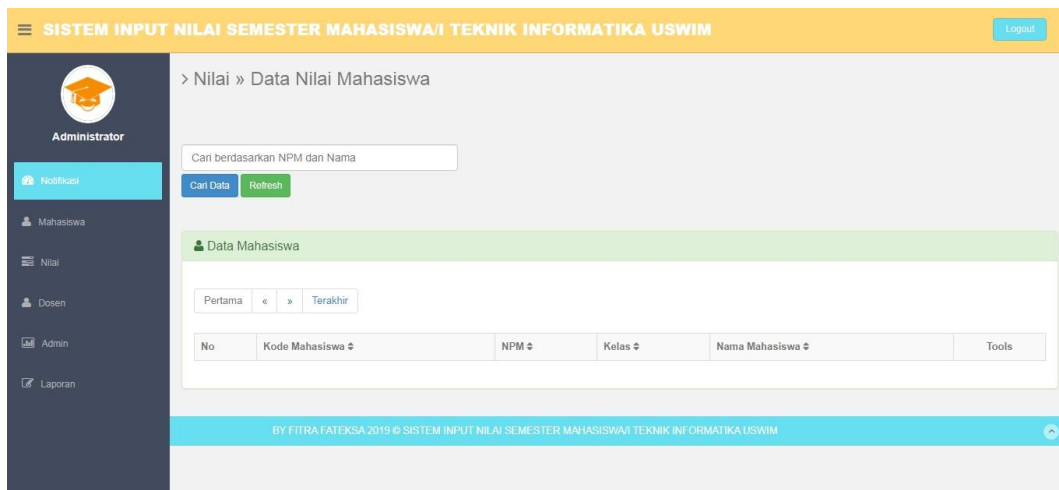 SISTEM INPUT NILAI SEMESTER MAHASISWA/I TEKNIK INFORMATIKA USWIM
Logout
Administrator
Notifikasi
Mahasiswa
Nilai
Dosen
Admin
Laporan
> Nilai » Data Nilai Mahasiswa
Cari berdasarkan NPM dan Nama
Cari Data Refresh
Data Mahasiswa
Pertama « » Terakhir
No Kode Mahasiswa NPM Kelas Nama Mahasiswa Tools
BY FITRA FATEKSA 2019 © SISTEM INPUT NILAI SEMESTER MAHASISWA/I TEKNIK INFORMATIKA USWIM